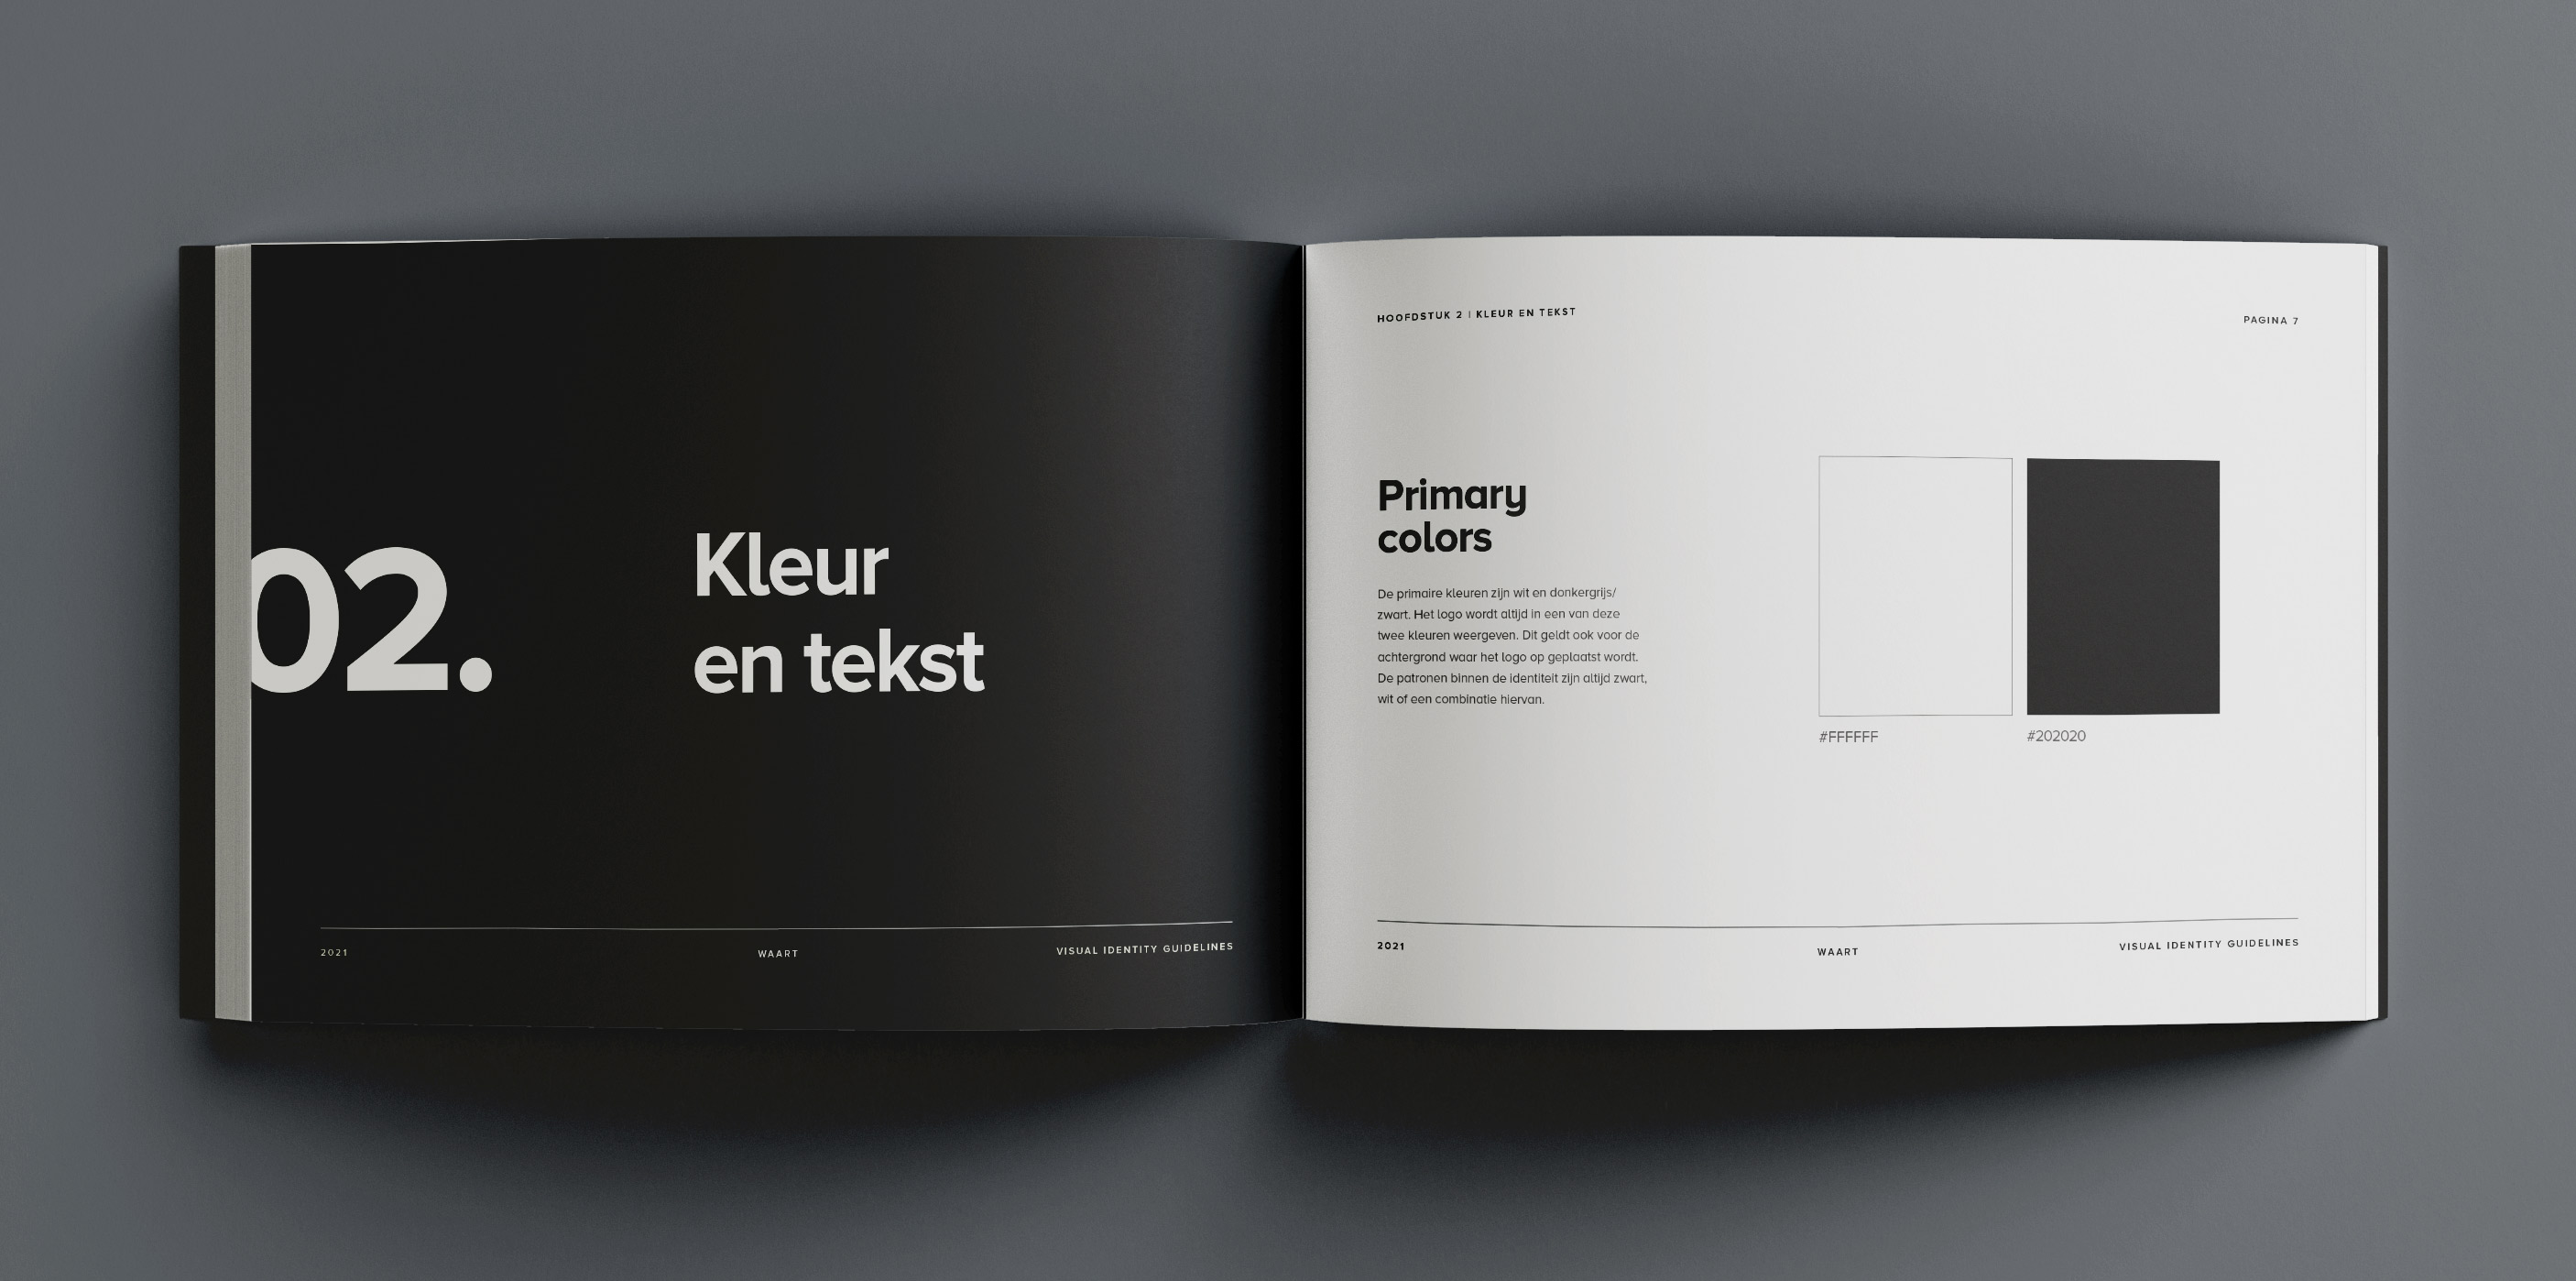 02.
Kleur
en tekst
2021
WAART
VISUAL IDENTITY GUIDELINES
HOOFDSTUK 2 | KLEUR EN TEKST
PAGINA 7
Primary
colors
De primaire kleuren zijn wit en donkergrijs/
zwart. Het logo wordt altijd in een van deze
twee kleuren weergeven. Dit geldt ook voor de
achtergrond waar het logo op geplaatst wordt.
De patronen binnen de identiteit zijn altijd zwart,
wit of een combinatie hiervan.
#FFFFFF
#202020
2021
WAART
VISUAL IDENTITY GUIDELINES